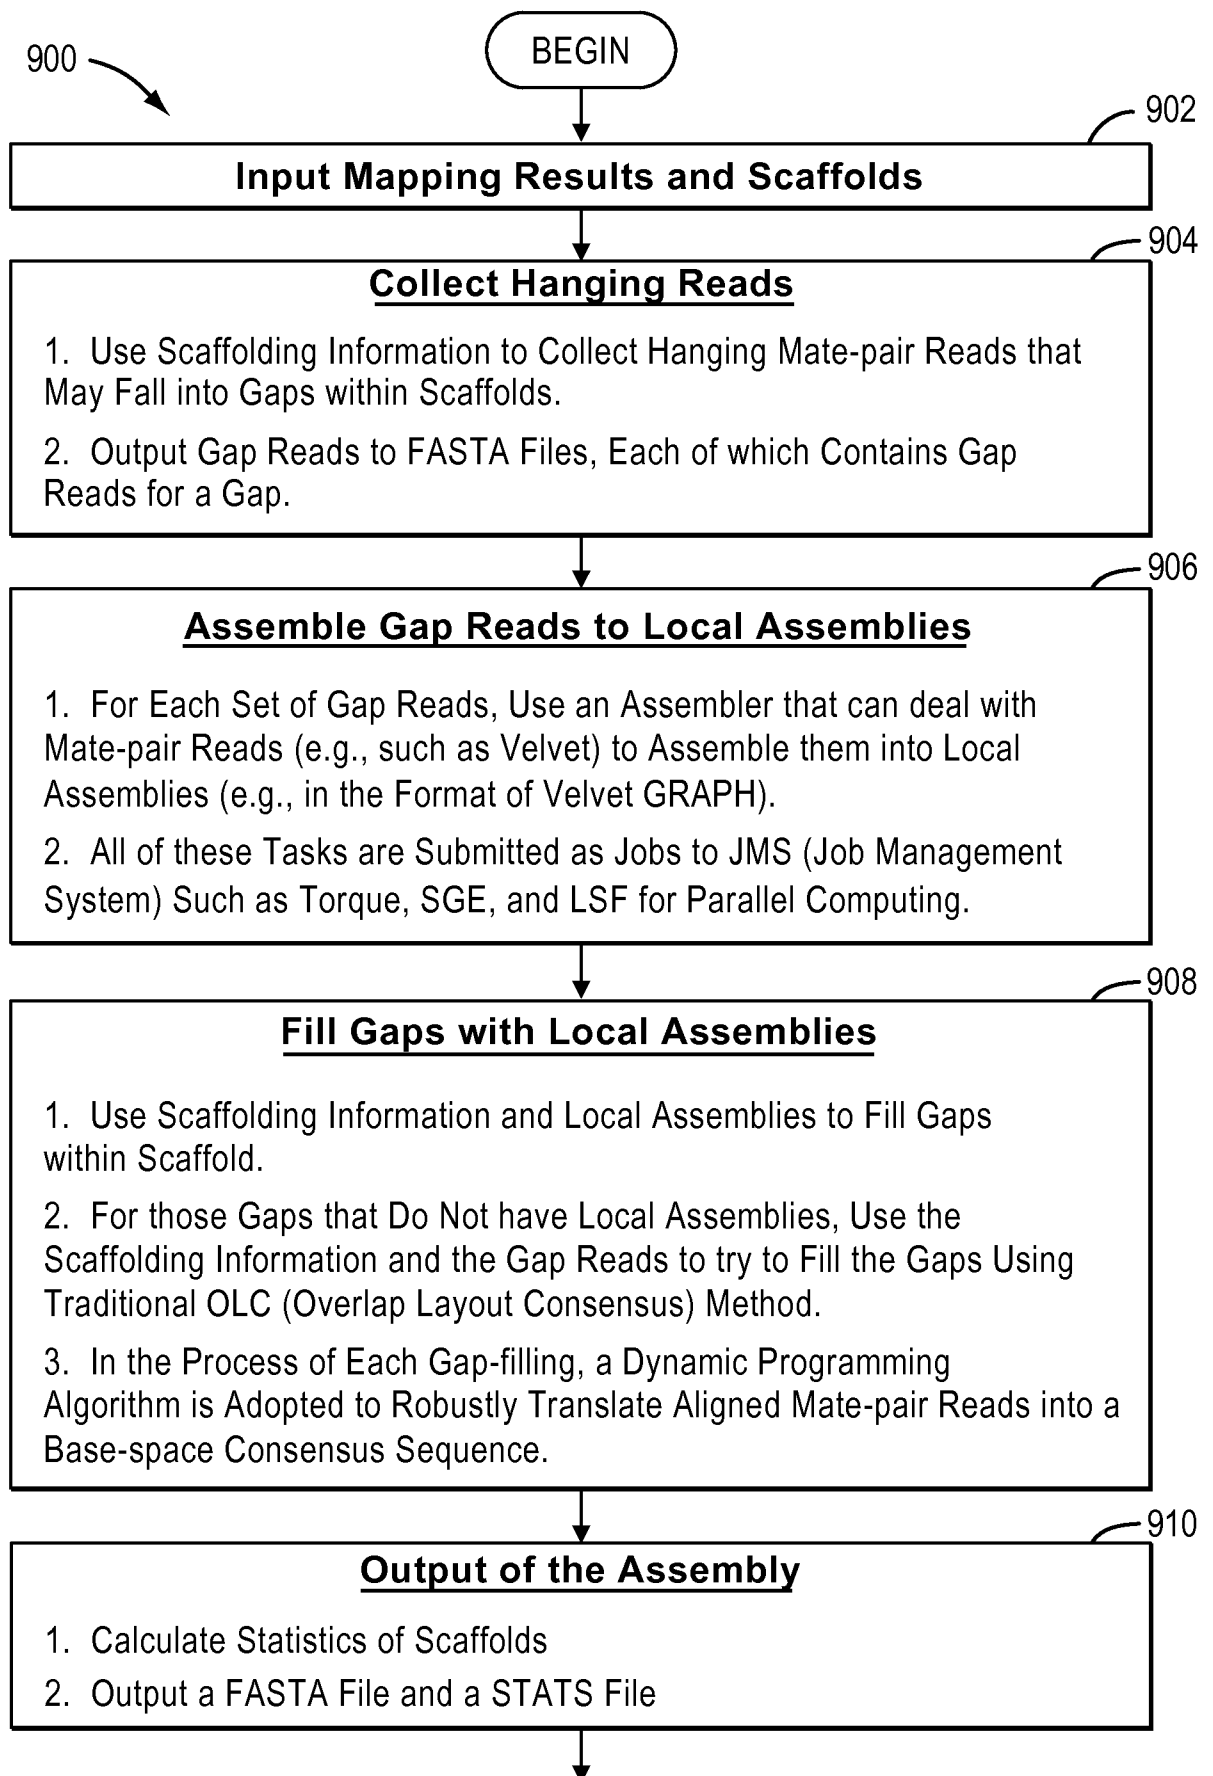 BEGIN
900
902
Input Mapping Results and Scaffolds
904
Collect Hanging Reads
1. Use Scaffolding Information to Collect Hanging Mate-pair Reads that
May Fall into Gaps within Scaffolds.
2. Output Gap Reads to FASTA Files, Each of which Contains Gap
Reads for a Gap.
906
Assemble Gap Reads to Local Assemblies
1. For Each Set of Gap Reads, Use an Assembler that can deal with
Mate-pair Reads (e.g., such as Velvet) to Assemble them into Local
Assemblies (e.g., in the Format of Velvet GRAPH).
2. All of these Tasks are Submitted as Jobs to JMS (Job Management
System) Such as Torque, SGE, and LSF for Parallel Computing.
908
Fill Gaps with Local Assemblies
1. Use Scaffolding Information and Local Assemblies to Fill Gaps
within Scaffold.
2. For those Gaps that Do Not have Local Assemblies, Use the
Scaffolding Information and the Gap Reads to try to Fill the Gaps Using
Traditional OLC (Overlap Layout Consensus) Method.
3. In the Process of Each Gap-filling, a Dynamic Programming
Algorithm is Adopted to Robustly Translate Aligned Mate-pair Reads into a
Base-space Consensus Sequence.
910
Output of the Assembly
1. Calculate Statistics of Scaffolds
2. Output a FASTA File and a STATS File